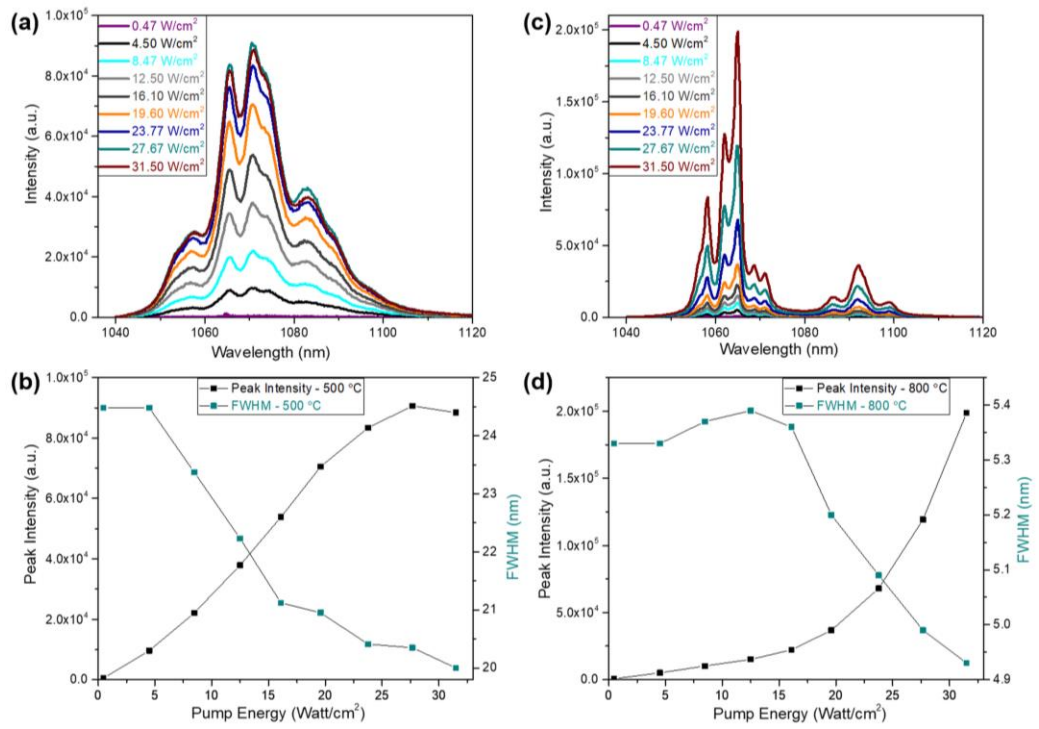 (a)
1.0x10⁵
8.0x10⁴
6.0x10⁴
4.0x10⁴
2.0x10⁴
0.0
Intensity (a.u.)
0.47 W/cm²
4.50 W/cm²
8.47 W/cm²
12.50 W/cm²
16.10 W/cm²
19.60 W/cm²
23.77 W/cm²
27.67 W/cm²
31.50 W/cm²
1040 1060 1080 1100 1120
Wavelength (nm)
(c)
2.0x10⁵
1.5x10⁵
1.0x10⁵
5.0x10⁴
0.0
Intensity (a.u.)
0.47 W/cm²
4.50 W/cm²
8.47 W/cm²
12.50 W/cm²
16.10 W/cm²
19.60 W/cm²
23.77 W/cm²
27.67 W/cm²
31.50 W/cm²
1040 1060 1080 1100 1120
Wavelength (nm)
(b)
1.0x10⁵
8.0x10⁴
6.0x10⁴
4.0x10⁴
2.0x10⁴
0.0
Peak Intensity (a.u.)
Peak Intensity - 500 °C
FWHM - 500 °C
25
24
23
22
21
20
FWHM (nm)
0 5 10 15 20 25 30
Pump Energy (Watt/cm²)
(d)
2.0x10⁵
1.5x10⁵
1.0x10⁵
5.0x10⁴
0.0
Peak Intensity (a.u.)
Peak Intensity - 800 °C
FWHM - 800 °C
5.4
5.3
5.2
5.1
5.0
4.9
FWHM (nm)
0 5 10 15 20 25 30
Pump Energy (Watt/cm²)